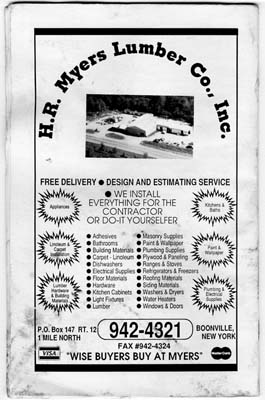 H.R. Myers Lumber Co., Inc.
FREE DELIVERY ● DESIGN AND ESTIMATING SERVICE
● WE INSTALL
EVERYTHING FOR THE
CONTRACTOR
OR DO-IT YOURSELFER
Appliances
Kitchens &
Baths
Linoleum &
Carpet
Installation
Paint &
Wallpaper
Lumber
Hardware
& Building
Materials
Plumbing &
Electrical
Supplies
● Adhesives
● Bathrooms
● Building Materials
● Carpet - Linoleum
● Dishwashers
● Electrical Supplies
● Floor Materials
● Hardware
● Kitchen Cabinets
● Light Fixtures
● Lumber
● Masonry Supplies
● Paint & Wallpaper
● Plumbing Supplies
● Plywood & Paneling
● Ranges & Stoves
● Refrigerators & Freezers
● Roofing Materials
● Siding Materials
● Washers & Dryers
● Water Heaters
● Windows & Doors
P.O. Box 147 RT. 12
1 MILE NORTH
942-4321
BOONVILLE,
NEW YORK
FAX #942-4324
VISA
"WISE BUYERS BUY AT MYERS"
MasterCard